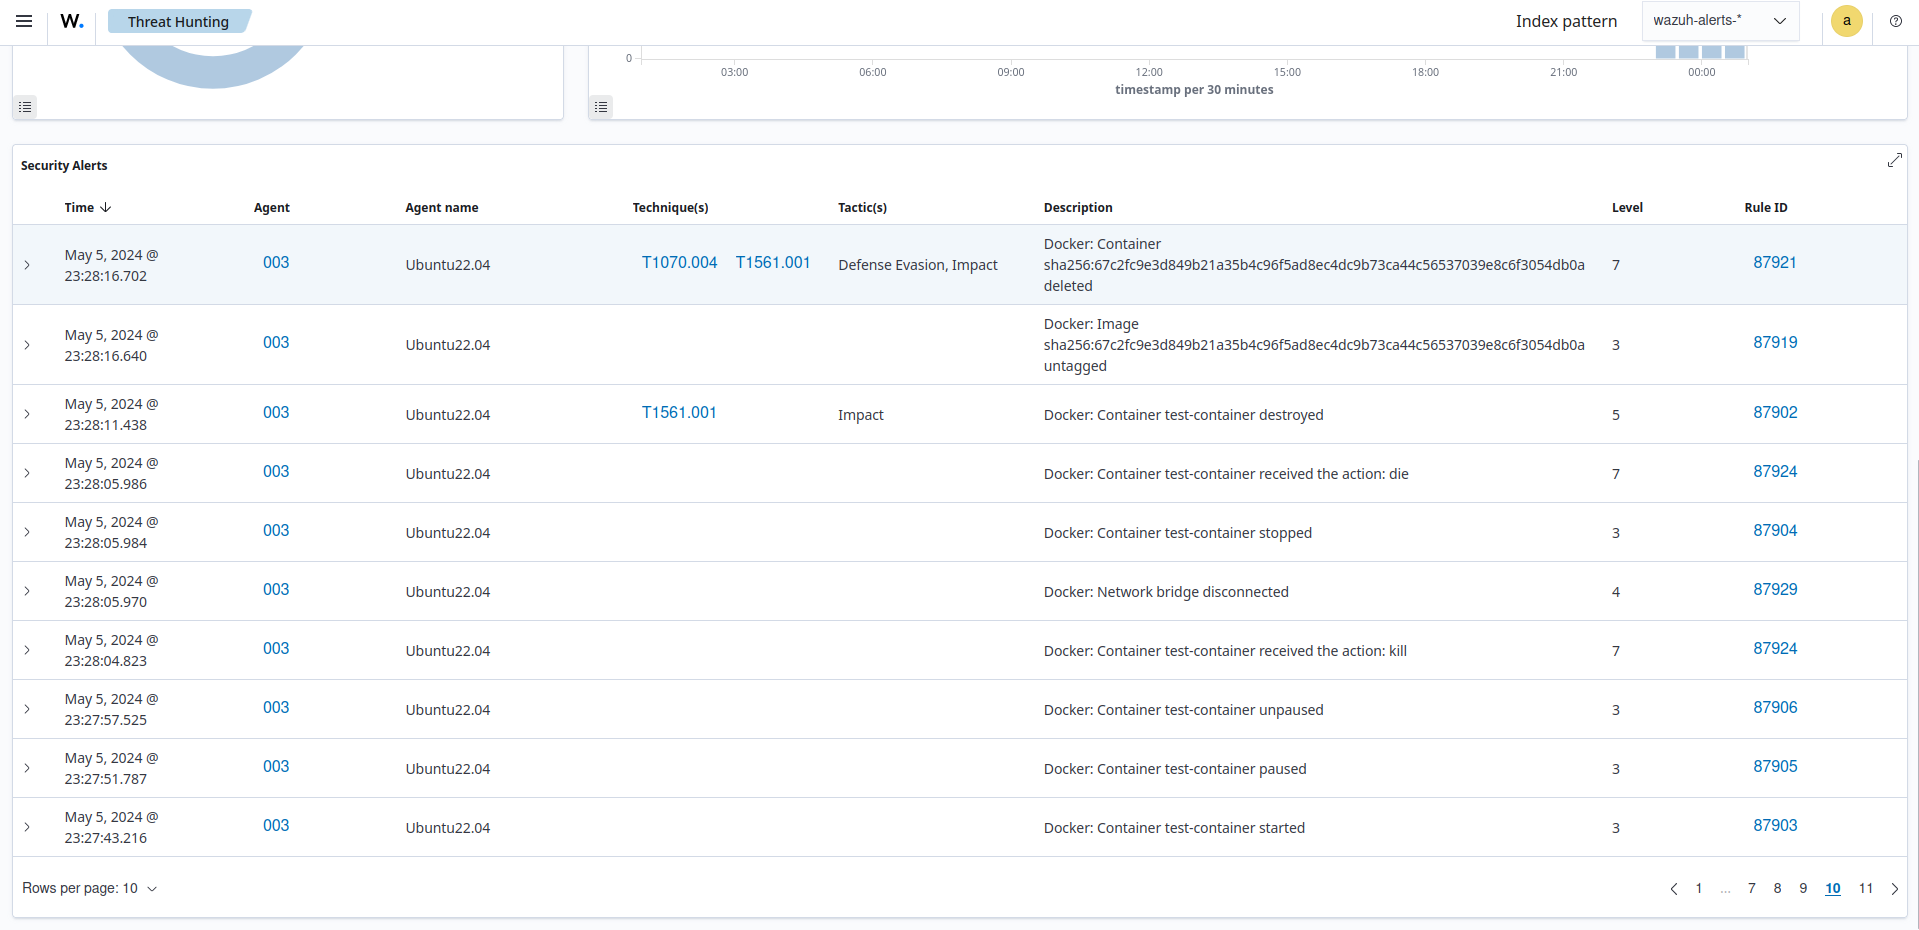 W. Threat Hunting Index pattern wazuh-alerts-* a
0
03:00 06:00 09:00 12:00 15:00 18:00 21:00 00:00
timestamp per 30 minutes
Security Alerts
Time Agent Agent name Technique(s) Tactic(s) Description Level Rule ID
May 5, 2024 @ 23:28:16.702 003 Ubuntu22.04 T1070.004 T1561.001 Defense Evasion, Impact Docker: Container sha256:67c2fc9e3d849b21a35b4c96f5ad8ec4dc9b73ca44c56537039e8c6f3054db0a deleted 7 87921
May 5, 2024 @ 23:28:16.640 003 Ubuntu22.04 Docker: Image sha256:67c2fc9e3d849b21a35b4c96f5ad8ec4dc9b73ca44c56537039e8c6f3054db0a untagged 3 87919
May 5, 2024 @ 23:28:11.438 003 Ubuntu22.04 T1561.001 Impact Docker: Container test-container destroyed 5 87902
May 5, 2024 @ 23:28:05.986 003 Ubuntu22.04 Docker: Container test-container received the action: die 7 87924
May 5, 2024 @ 23:28:05.984 003 Ubuntu22.04 Docker: Container test-container stopped 3 87904
May 5, 2024 @ 23:28:05.970 003 Ubuntu22.04 Docker: Network bridge disconnected 4 87929
May 5, 2024 @ 23:28:04.823 003 Ubuntu22.04 Docker: Container test-container received the action: kill 7 87924
May 5, 2024 @ 23:27:57.525 003 Ubuntu22.04 Docker: Container test-container unpaused 3 87906
May 5, 2024 @ 23:27:51.787 003 Ubuntu22.04 Docker: Container test-container paused 3 87905
May 5, 2024 @ 23:27:43.216 003 Ubuntu22.04 Docker: Container test-container started 3 87903
Rows per page: 10 1 ... 7 8 9 10 11